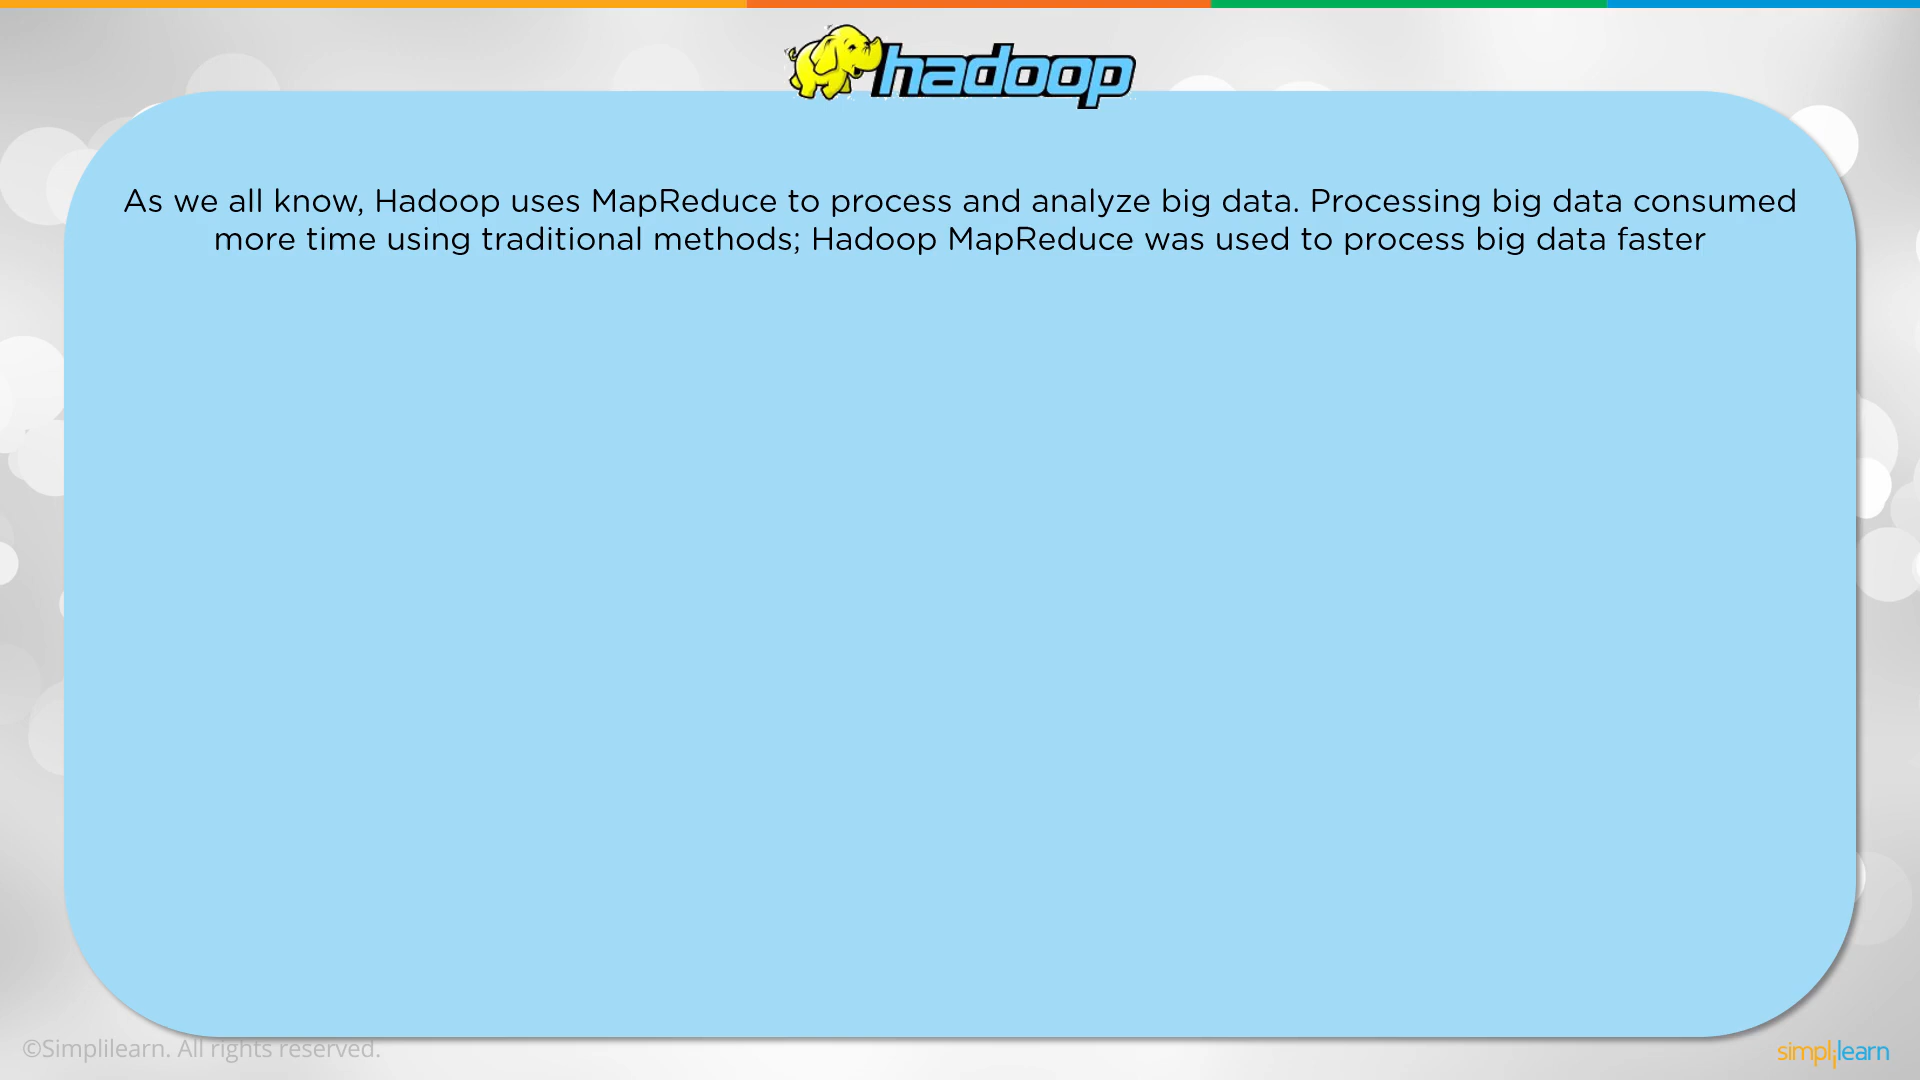 hadoop
As we all know, Hadoop uses MapReduce to process and analyze big data. Processing big data consumed
more time using traditional methods; Hadoop MapReduce was used to process big data faster
©Simplilearn. All rights reserved.
simplilearn